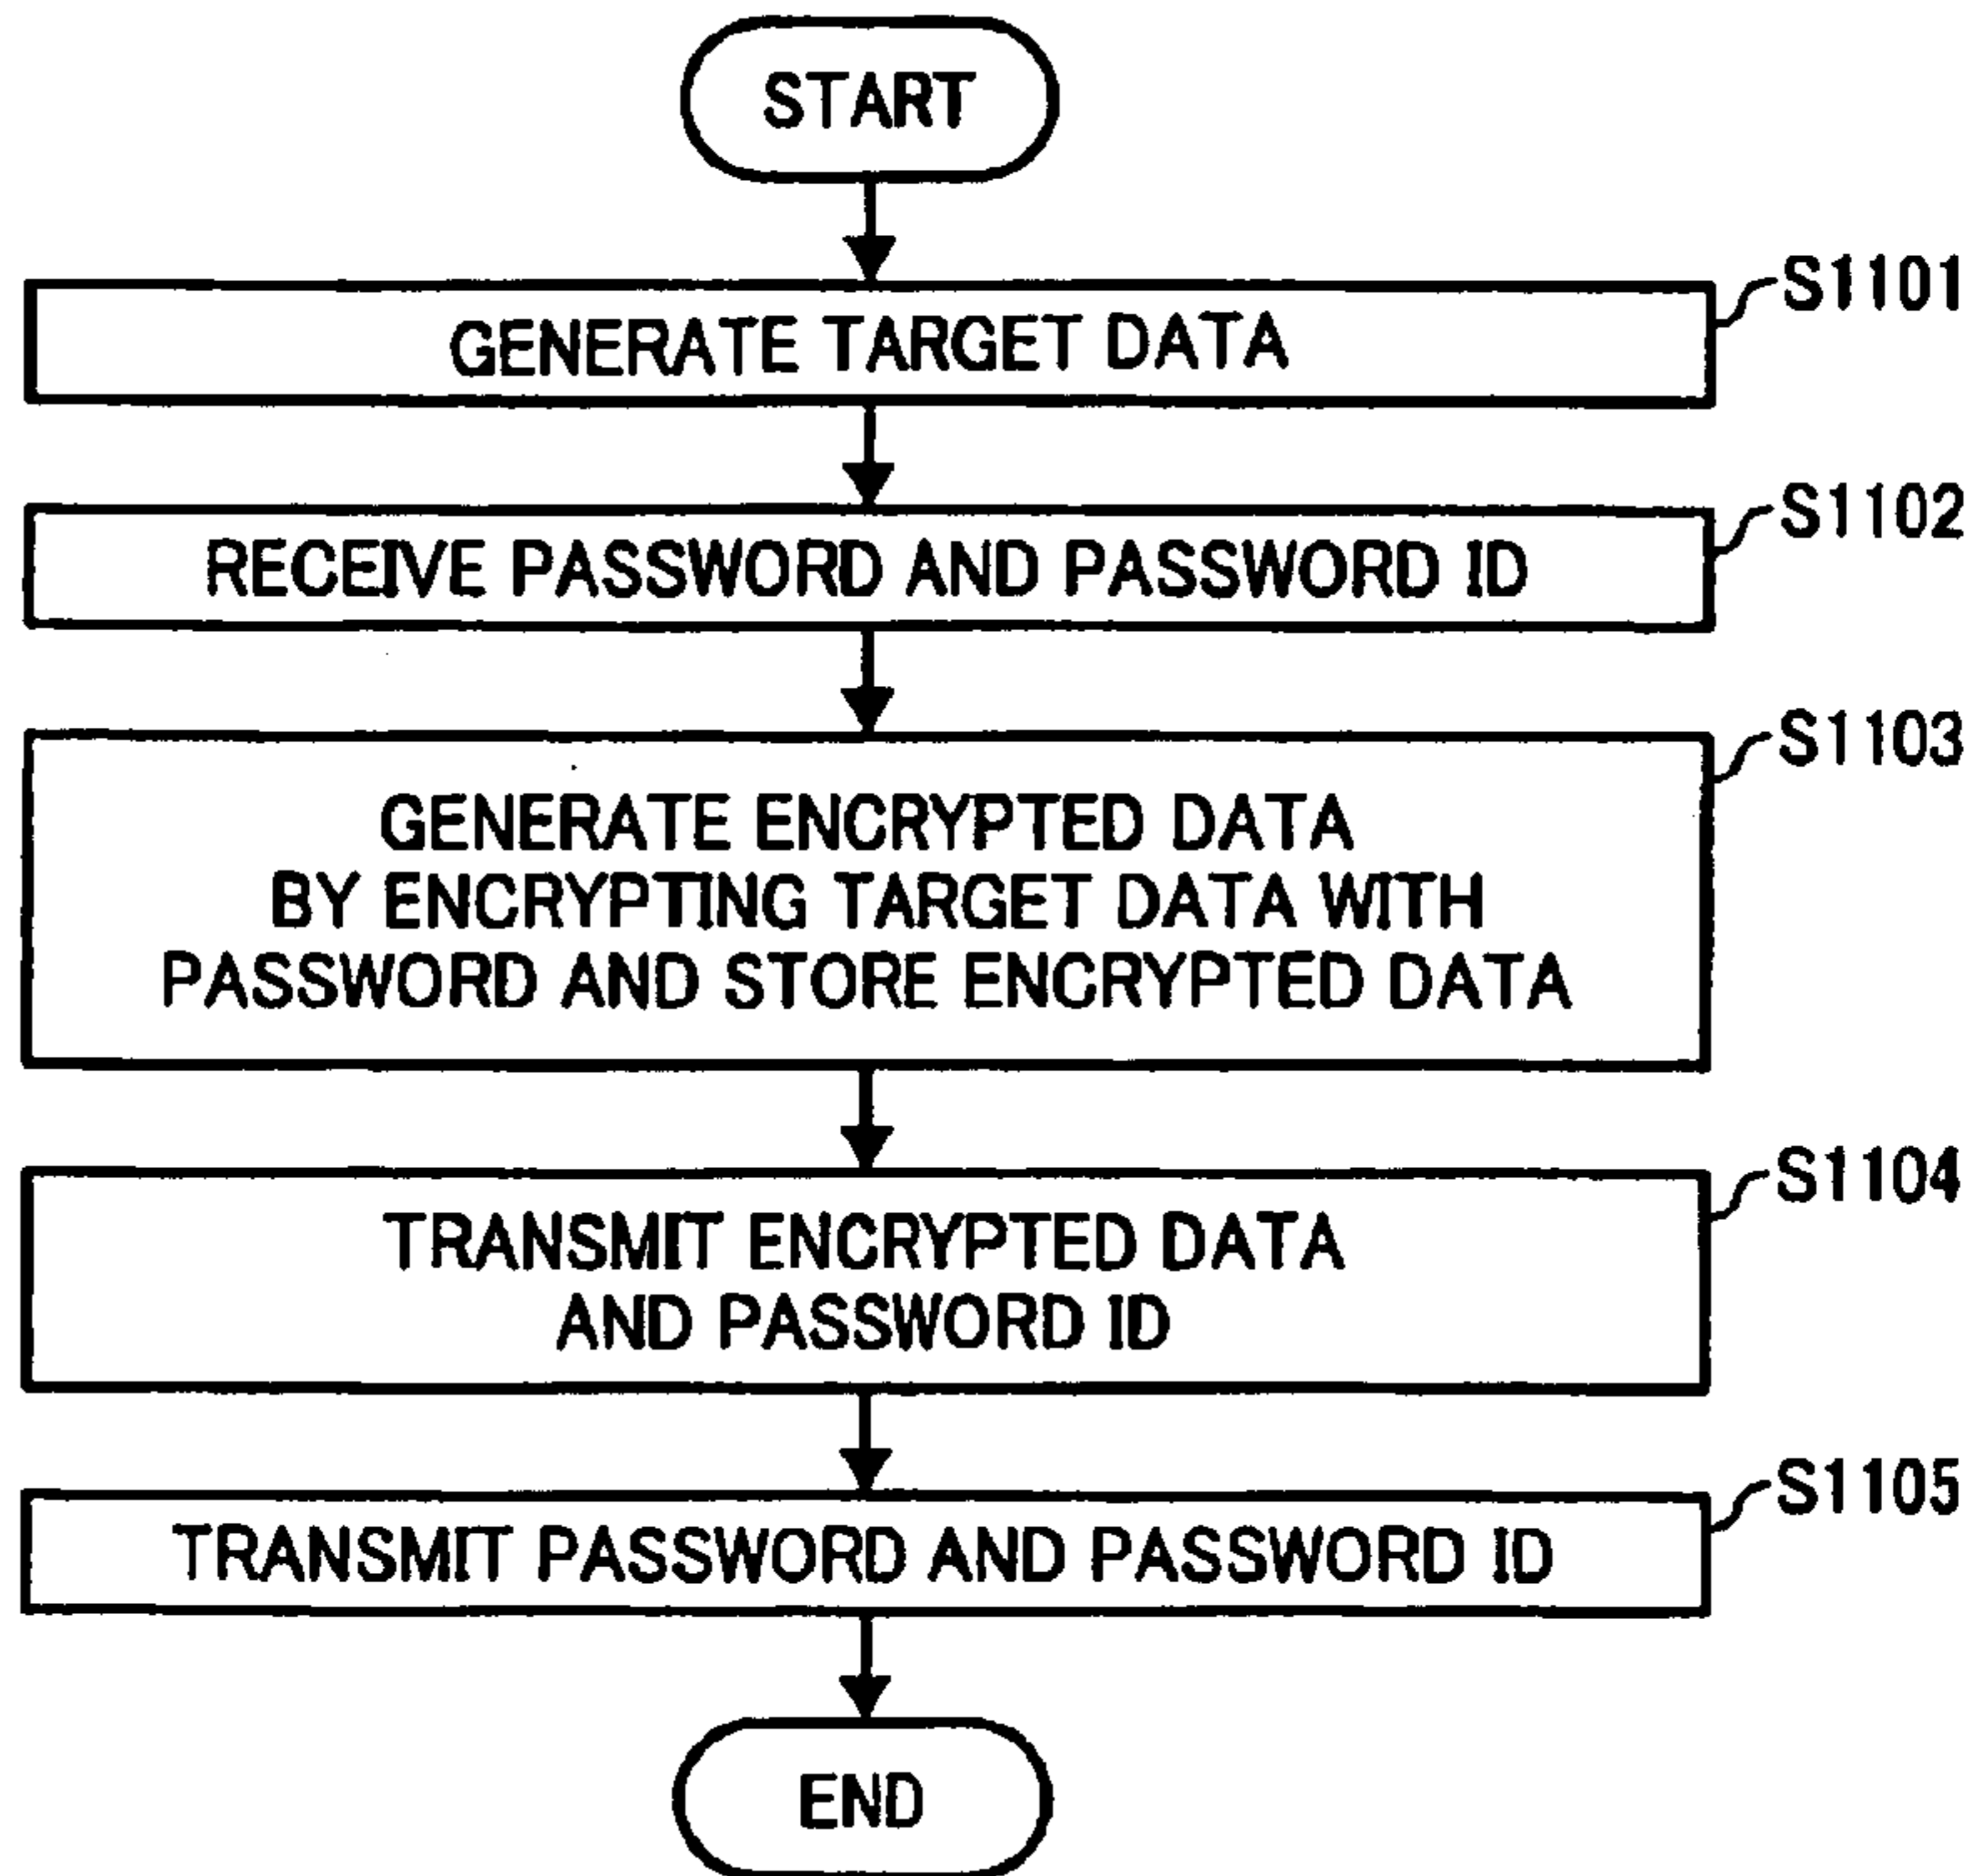 START
S1101
GENERATE TARGET DATA
S1102
RECEIVE PASSWORD AND PASSWORD ID
S1103
GENERATE ENCRYPTED DATA
BY ENCRYPTING TARGET DATA WITH
PASSWORD AND STORE ENCRYPTED DATA
S1104
TRANSMIT ENCRYPTED DATA
AND PASSWORD ID
S1105
TRANSMIT PASSWORD AND PASSWORD ID
END